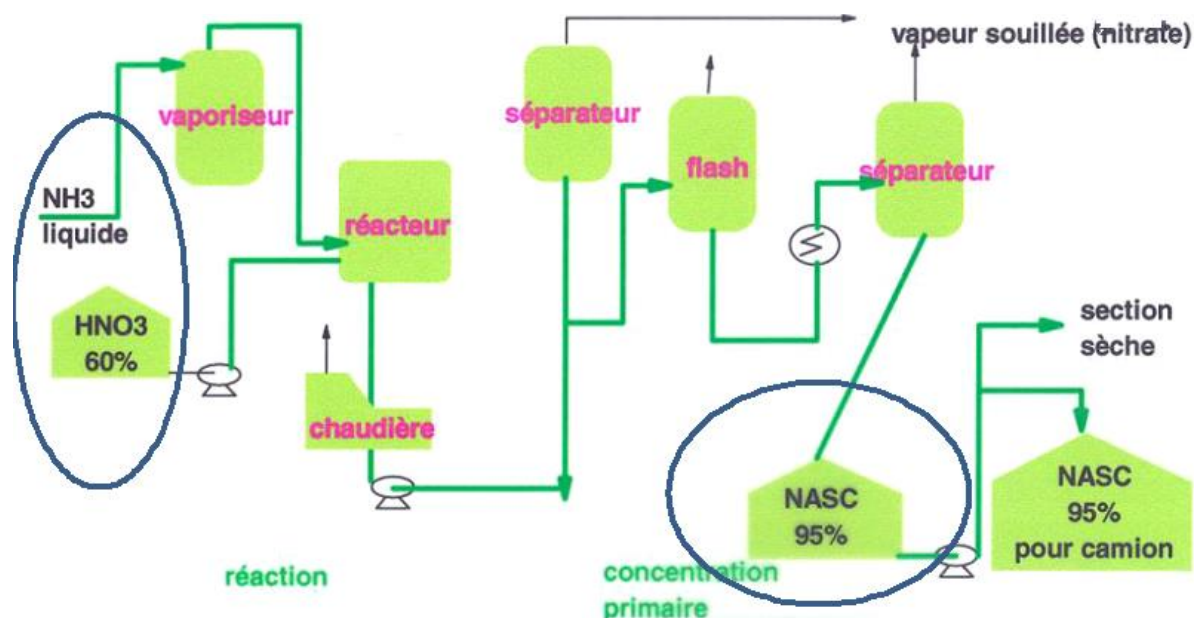 vapeur souillée (nitrate)
vaporiseur
séparateur
flash
séparateur
NH3
liquide
réacteur
HNO3
60%
chaudière
section
sèche
NASC
95%
NASC
95%
pour camion
réaction
concentration
primaire